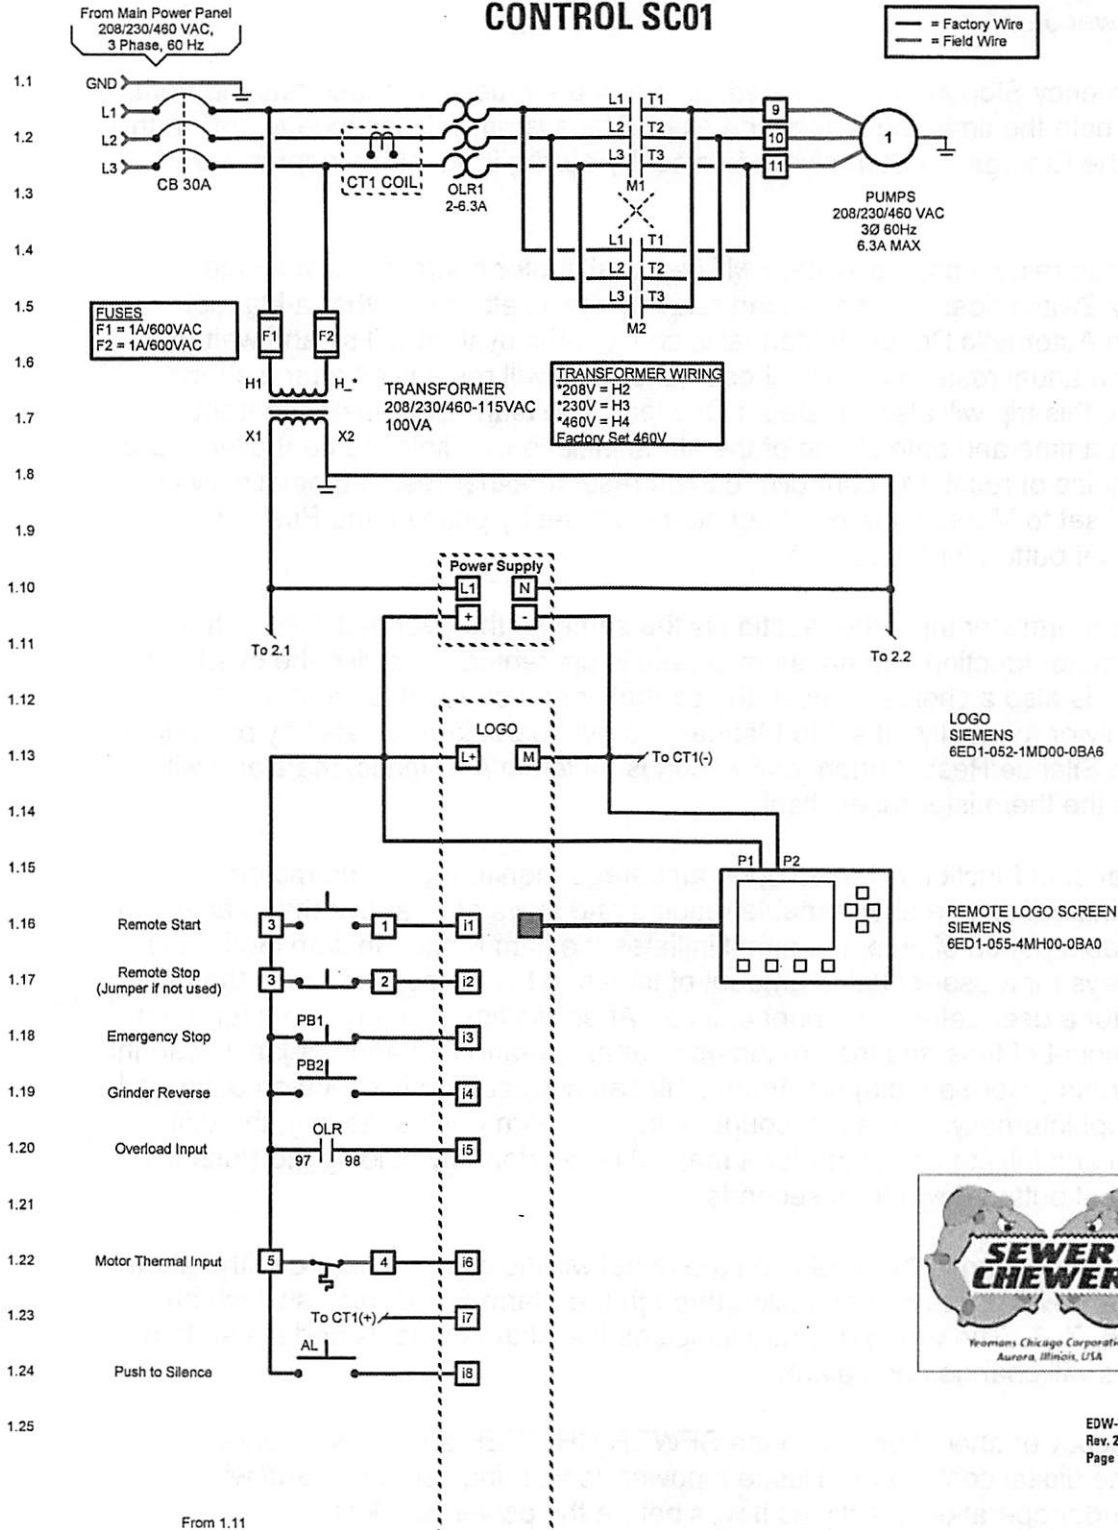 CONTROL SC01
From Main Power Panel
208/230/460 VAC,
3 Phase, 60 Hz
= Factory Wire
= Field Wire
1.1
GND
L1 L1 T1 9
1.2
L2 L2 T2 10 1
L3 L3 T3 11
CB 30A CT1 COIL OLR1 M1
2-6.3A
1.3
PUMPS
208/230/460 VAC
3Ø 60Hz
6.3A MAX
1.4
L1 T1
L2 T2
1.5
L3 T3
M2
FUSES
F1 = 1A/600VAC
F2 = 1A/600VAC
F1 F2
1.6
H1 H_*
TRANSFORMER
208/230/460-115VAC
100VA
TRANSFORMER WIRING
*208V = H2
*230V = H3
*460V = H4
Factory Set 460V
1.7
X1 X2
1.8
1.9
Power Supply
1.10
L1 N
+ -
1.11
To 2.1 To 2.2
1.12
LOGO
LOGO
SIEMENS
6ED1-052-1MD00-0BA6
1.13
L+ M To CT1(-)
1.14
1.15
P1 P2
REMOTE LOGO SCREEN
SIEMENS
6ED1-055-4MH00-0BA0
1.16 Remote Start 3 1 i1
1.17 Remote Stop
(Jumper if not used) 3 2 i2
1.18 Emergency Stop PB1 i3
1.19 Grinder Reverse PB2 i4
1.20 Overload Input OLR 97 98 i5
1.21
1.22 Motor Thermal Input 5 4 i6
1.23 To CT1(+) i7
1.24 Push to Silence AL i8
1.25
SEWER
CHEWER
Yeomans Chicago Corporati
Aurora, Illinois, USA
EDW-
Rev. 2
Page
From 1.11